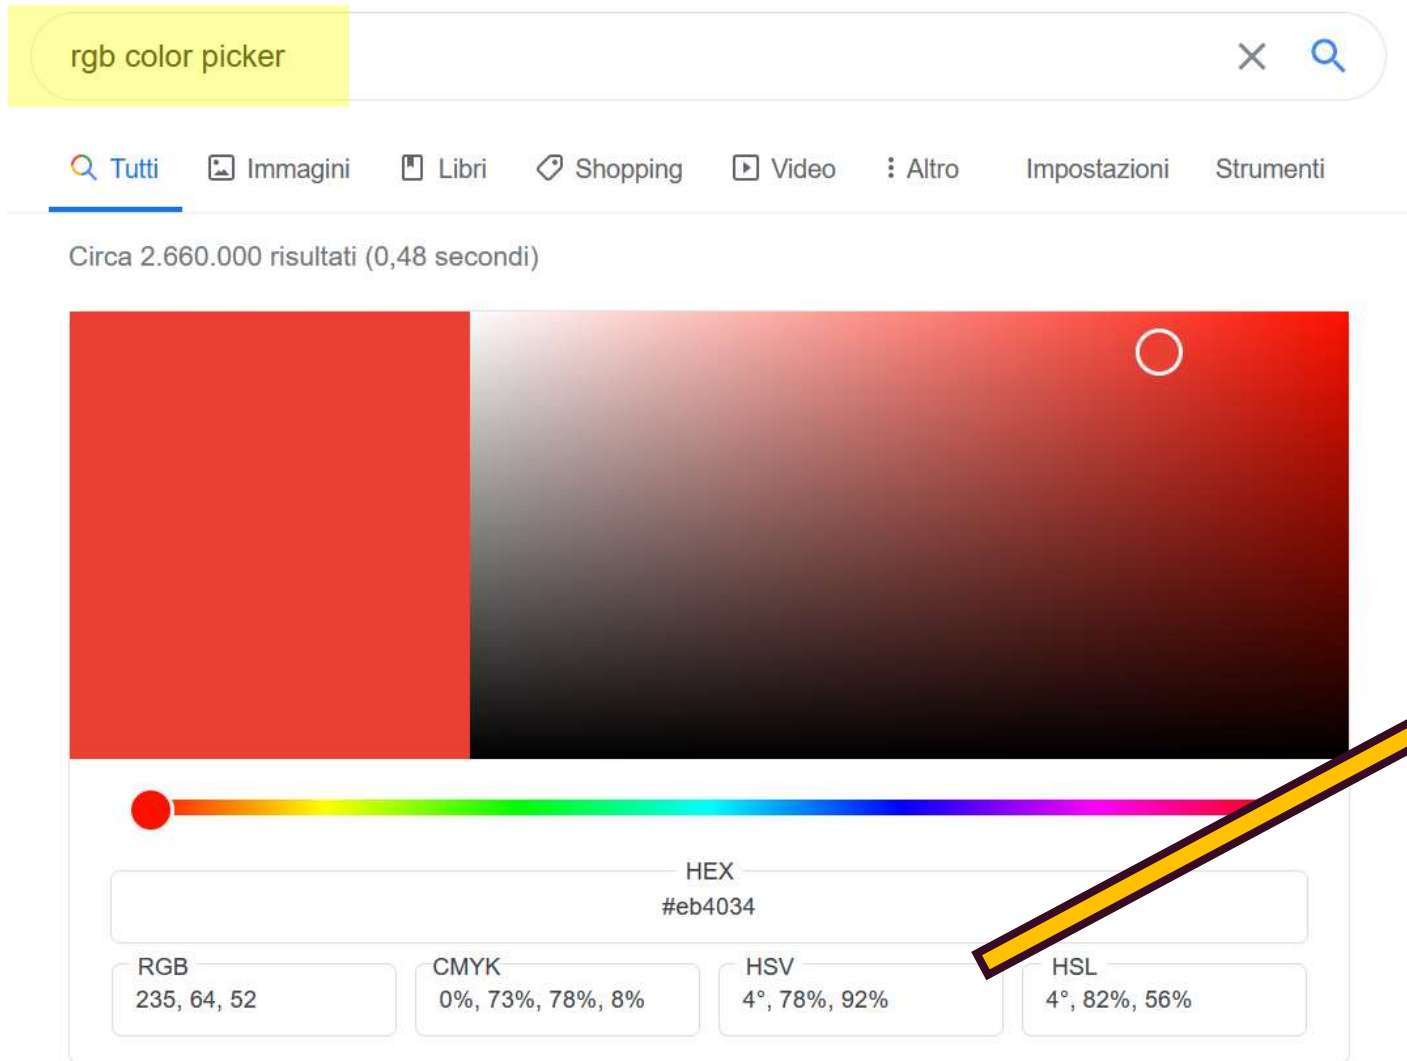 rgb color picker
Tutti Immagini Libri Shopping Video Altro Impostazioni Strumenti
Circa 2.660.000 risultati (0,48 secondi)
HEX
#eb4034
RGB CMYK HSV HSL
235, 64, 52 0%, 73%, 78%, 8% 4°, 78%, 92% 4°, 82%, 56%